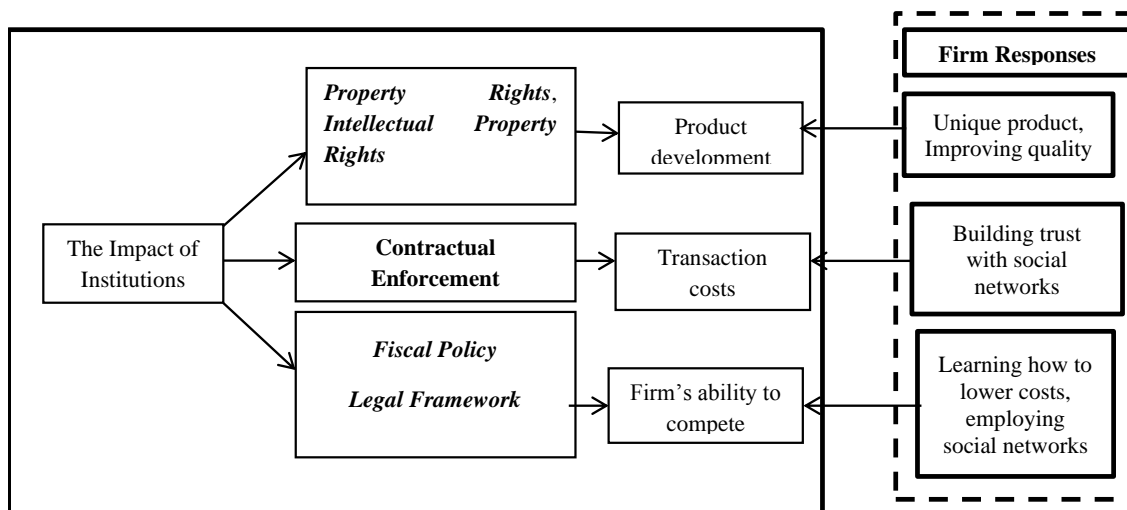 Firm Responses
Property Rights,
Intellectual Property
Rights
Product
development
Unique product,
Improving quality
The Impact of
Institutions
Contractual
Enforcement
Transaction
costs
Building trust
with social
networks
Fiscal Policy
Legal Framework
Firm's ability to
compete
Learning how to
lower costs,
employing
social networks